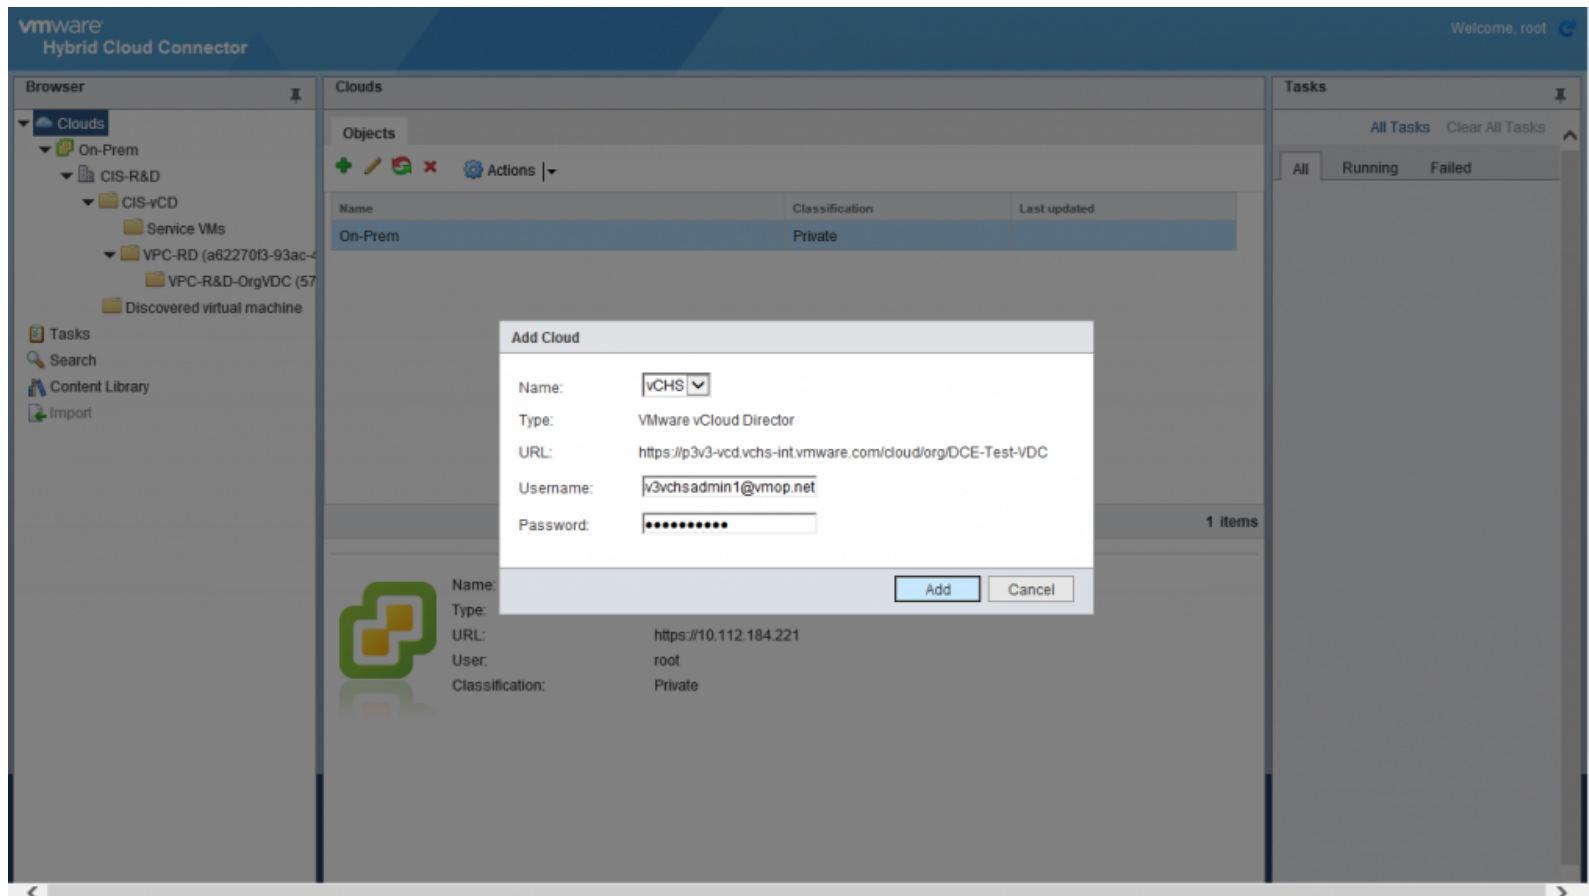 vmware
Hybrid Cloud Connector
Welcome, root
Browser
Clouds
On-Prem
CIS-R&D
CIS-vCD
Service VMs
VPC-RD (a62270f3-93ac-4
VPC-R&D-OrgVDC (57
Discovered virtual machine
Tasks
Search
Content Library
Import
Clouds
Objects
Actions
Name Classification Last updated
On-Prem Private
Add Cloud
Name: vCHS
Type: VMware vCloud Director
URL: https://p3v3-vcd.vchs-int.vmware.com/cloud/org/DCE-Test-VDC
Username: v3vchsadmin1@vmop.net
Password: ••••••••••
Add Cancel
1 items
Name:
Type:
URL: https://10.112.184.221
User: root
Classification: Private
Tasks
All Tasks Clear All Tasks
All Running Failed